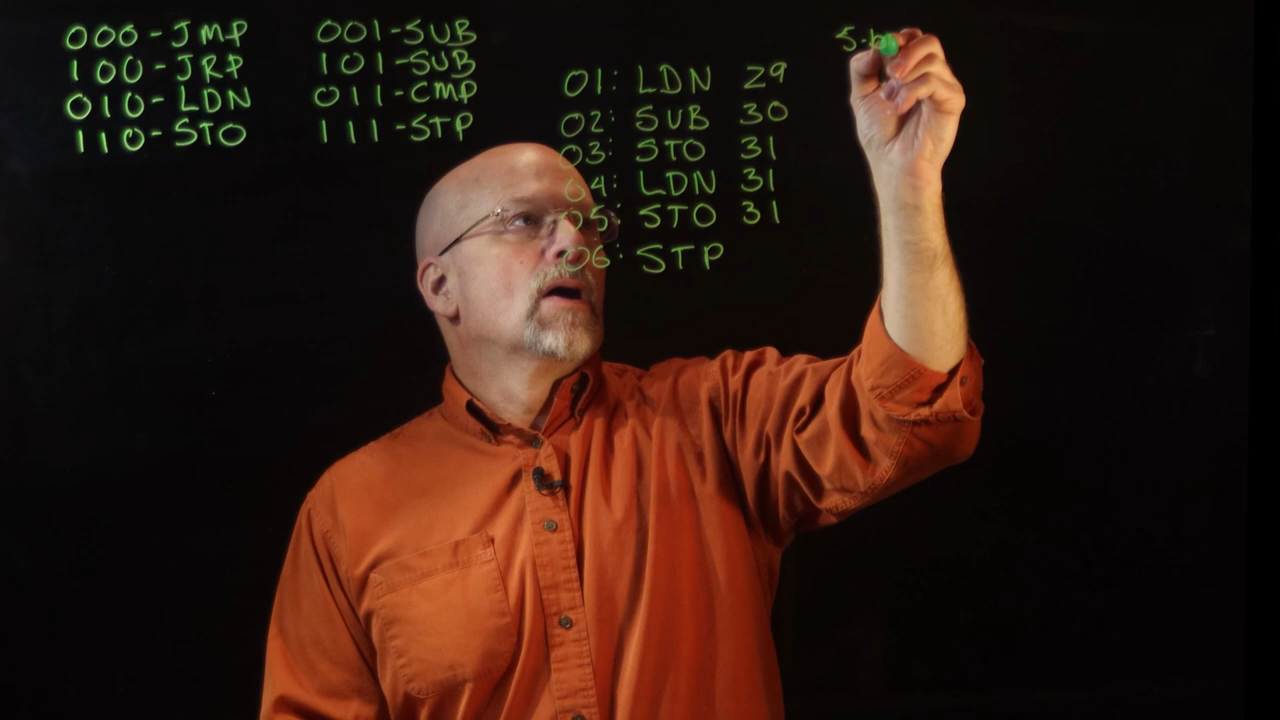 000-JMP 001-SUB
100-JRP 101-SUB
010-LDN 011-CMP
110-STO 111-STP
01: LDN 29
02: SUB 30
03: STO 31
04: LDN 31
05: STO 31
06: STP
5-b